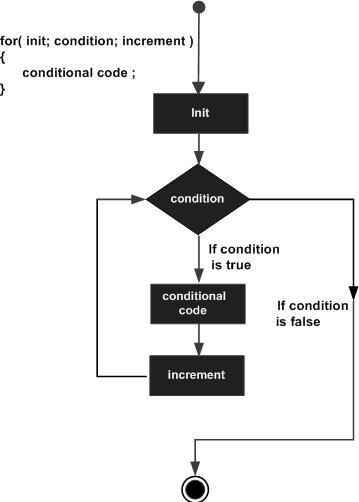 for( init; condition; increment )
{
conditional code ;
}
Init
condition
If condition
is true
conditional
code
If condition
is false
increment